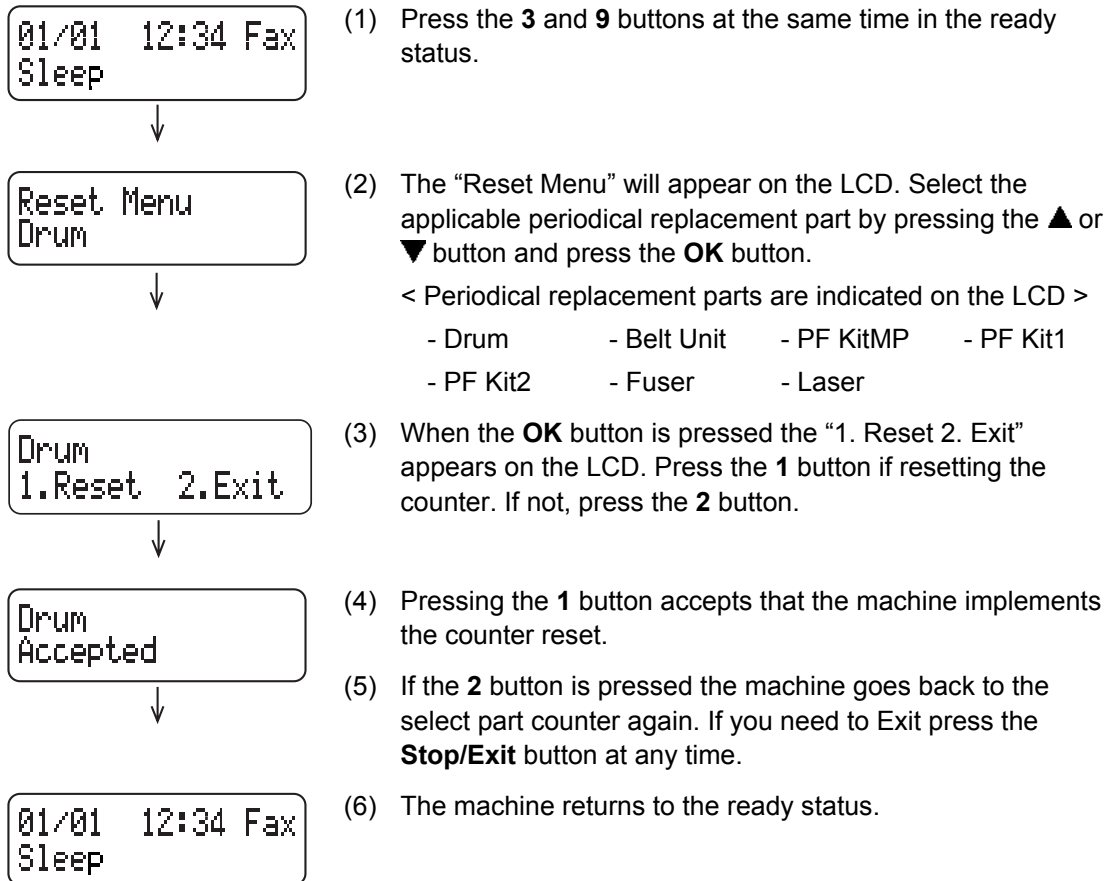 01/01 12:34 Fax
Sleep
(1) Press the 3 and 9 buttons at the same time in the ready
status.
Reset Menu
Drum
(2) The “Reset Menu” will appear on the LCD. Select the
applicable periodical replacement part by pressing the ▲ or
▼ button and press the OK button.
< Periodical replacement parts are indicated on the LCD >
- Drum - Belt Unit - PF KitMP - PF Kit1
- PF Kit2 - Fuser - Laser
Drum
1.Reset 2.Exit
(3) When the OK button is pressed the “1. Reset 2. Exit”
appears on the LCD. Press the 1 button if resetting the
counter. If not, press the 2 button.
Drum
Accepted
(4) Pressing the 1 button accepts that the machine implements
the counter reset.
(5) If the 2 button is pressed the machine goes back to the
select part counter again. If you need to Exit press the
Stop/Exit button at any time.
01/01 12:34 Fax
Sleep
(6) The machine returns to the ready status.